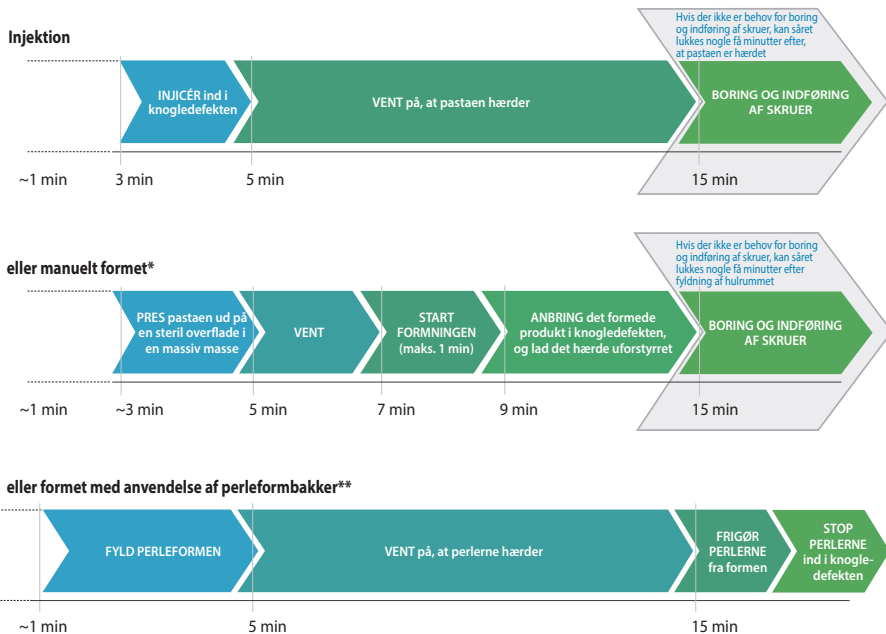 Injektion
Hvis der ikke er behov for boring
og indføring af skruer, kan såret
lukkes nogle få minutter efter,
at pastaen er hærdet
INJICÉR ind i
knogledefekten
VENT på, at pastaen hærder
BORING OG INDFØRING
AF SKRUER
~1 min
3 min
5 min
15 min
eller manuelt formet*
Hvis der ikke er behov for boring
og indføring af skruer, kan såret
lukkes nogle få minutter efter
fyldning af hulrummet
PRES pastaen ud på
en steril overflade i
en massiv masse
VENT
START
FORMNINGEN
(maks. 1 min)
ANBRING det formede
produkt i knogledefekten,
og lad det hærde uforstyrret
BORING OG INDFØRING
AF SKRUER
~1 min
~3 min
5 min
7 min
9 min
15 min
eller formet med anvendelse af perleformbakker**
FYLD PERLEFORMEN
VENT på, at perlerne hærder
FRIGØR
PERLERNE
fra formen
STOP
PERLERNE
ind i knogle-
defekten
~1 min
5 min
15 min